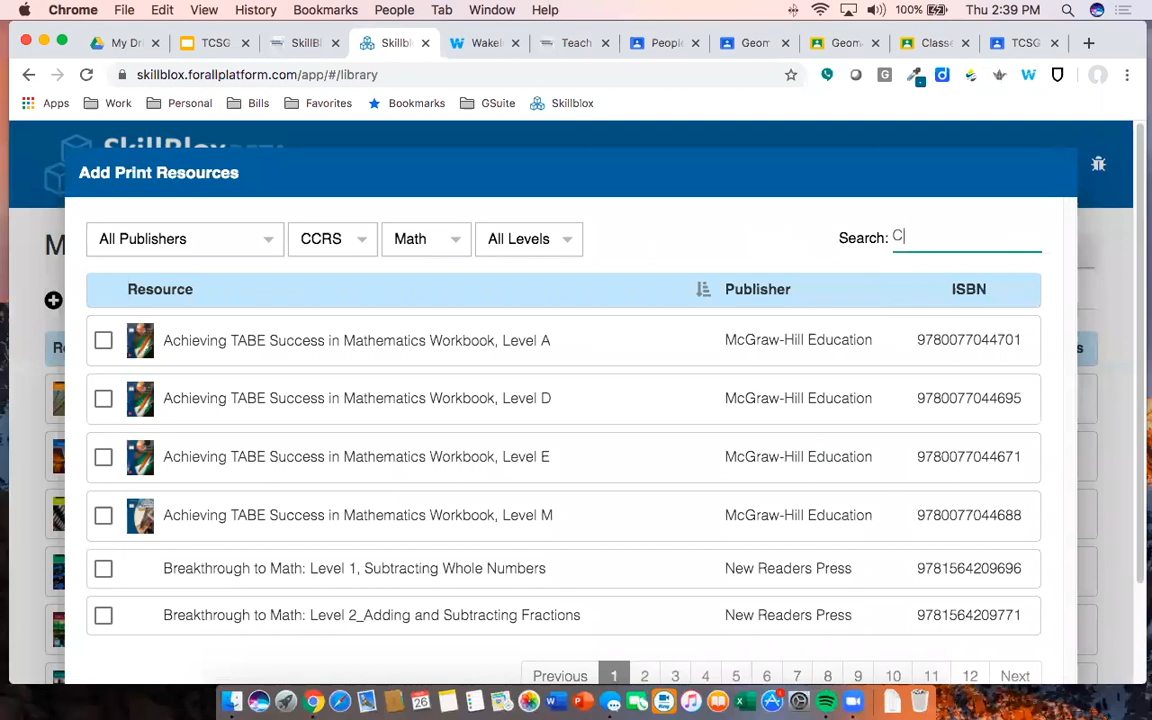 Chrome File Edit View History Bookmarks People Tab Window Help 100% Thu 2:39 PM
My Dri TCSG SkillBl Skillbl Wakel Teach People Geom Geom Classe TCSG
skillblox.forallplatform.com/app/#/library
Apps Work Personal Bills Favorites Bookmarks GSuite Skillblox
Add Print Resources
All Publishers CCRS Math All Levels Search: C
Resource Publisher ISBN
Achieving TABE Success in Mathematics Workbook, Level A McGraw-Hill Education 9780077044701
Achieving TABE Success in Mathematics Workbook, Level D McGraw-Hill Education 9780077044695
Achieving TABE Success in Mathematics Workbook, Level E McGraw-Hill Education 9780077044671
Achieving TABE Success in Mathematics Workbook, Level M McGraw-Hill Education 9780077044688
Breakthrough to Math: Level 1, Subtracting Whole Numbers New Readers Press 9781564209696
Breakthrough to Math: Level 2_Adding and Subtracting Fractions New Readers Press 9781564209771
Previous 1 2 3 4 5 6 7 8 9 10 11 12 Next